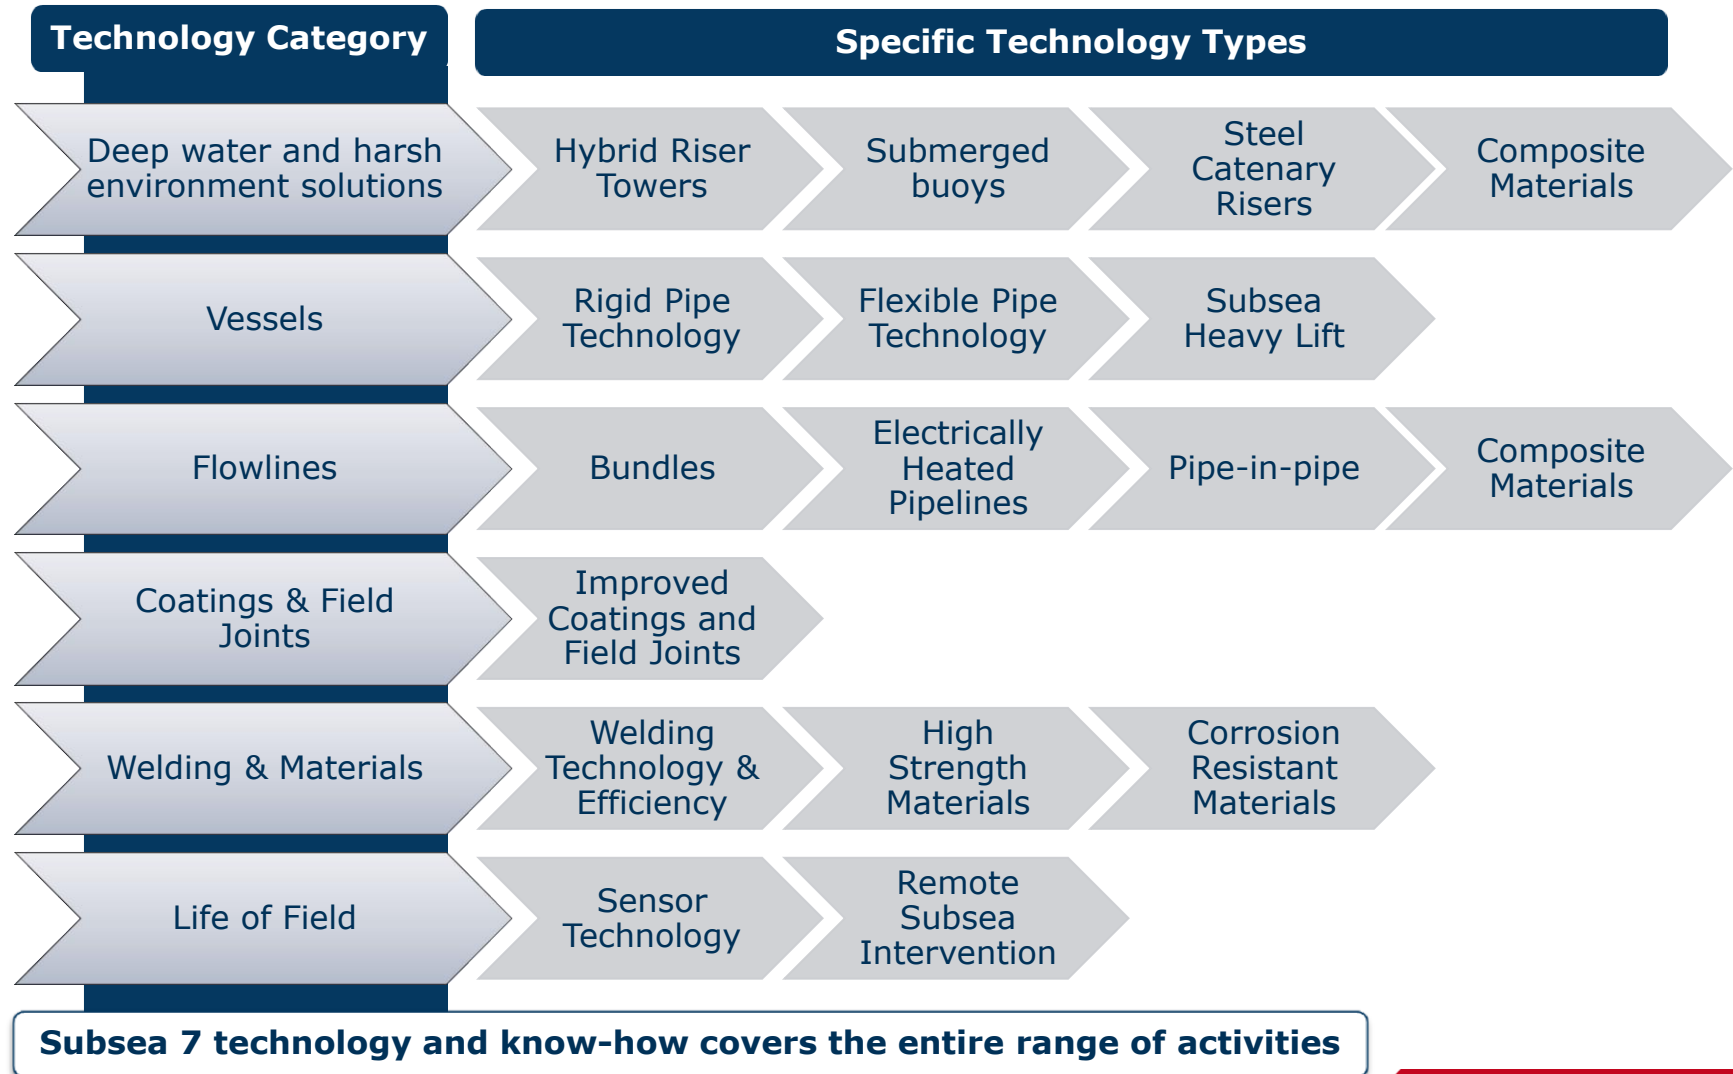 Technology Category
Specific Technology Types
Deep water and harsh
environment solutions
Hybrid Riser
Towers
Submerged
buoys
Steel
Catenary
Risers
Composite
Materials
Vessels
Rigid Pipe
Technology
Flexible Pipe
Technology
Subsea
Heavy Lift
Flowlines
Bundles
Electrically
Heated
Pipelines
Pipe-in-pipe
Composite
Materials
Coatings & Field
Joints
Improved
Coatings and
Field Joints
Welding & Materials
Welding
Technology &
Efficiency
High
Strength
Materials
Corrosion
Resistant
Materials
Life of Field
Sensor
Technology
Remote
Subsea
Intervention
Subsea 7 technology and know-how covers the entire range of activities